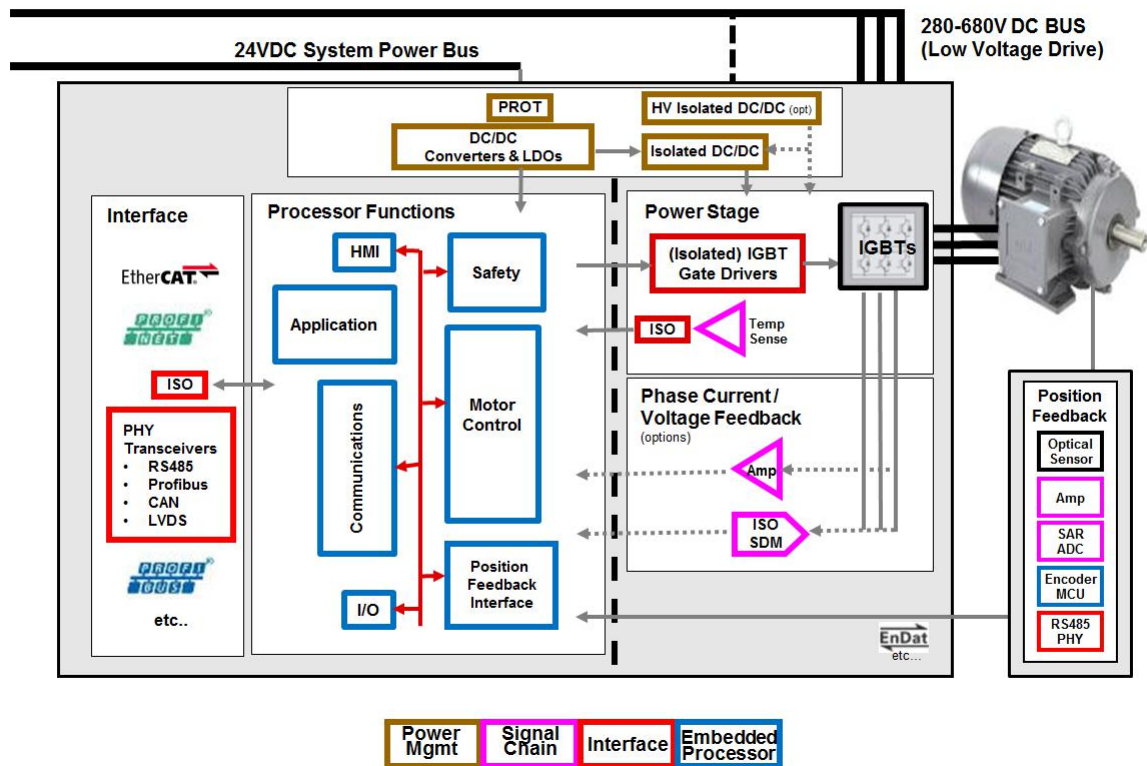 280-680V DC BUS
(Low Voltage Drive)
24VDC System Power Bus
PROT
HV Isolated DC/DC (opt)
DC/DC
Converters & LDOs
Isolated DC/DC
Interface
EtherCAT.
PROFI
NET
ISO
PHY
Transceivers
• RS485
• Profibus
• CAN
• LVDS
PROFI
BUS
etc..
Processor Functions
HMI
Safety
Application
Motor
Control
Communications
Position
Feedback
Interface
I/O
Power Stage
(Isolated) IGBT
Gate Drivers
IGBTs
ISO
Temp
Sense
Phase Current /
Voltage Feedback
(options)
Amp
ISO
SDM
EnDat
etc...
Position
Feedback
Optical
Sensor
Amp
SAR
ADC
Encoder
MCU
RS485
PHY
Power
Mgmt
Signal
Chain
Interface
Embedded
Processor